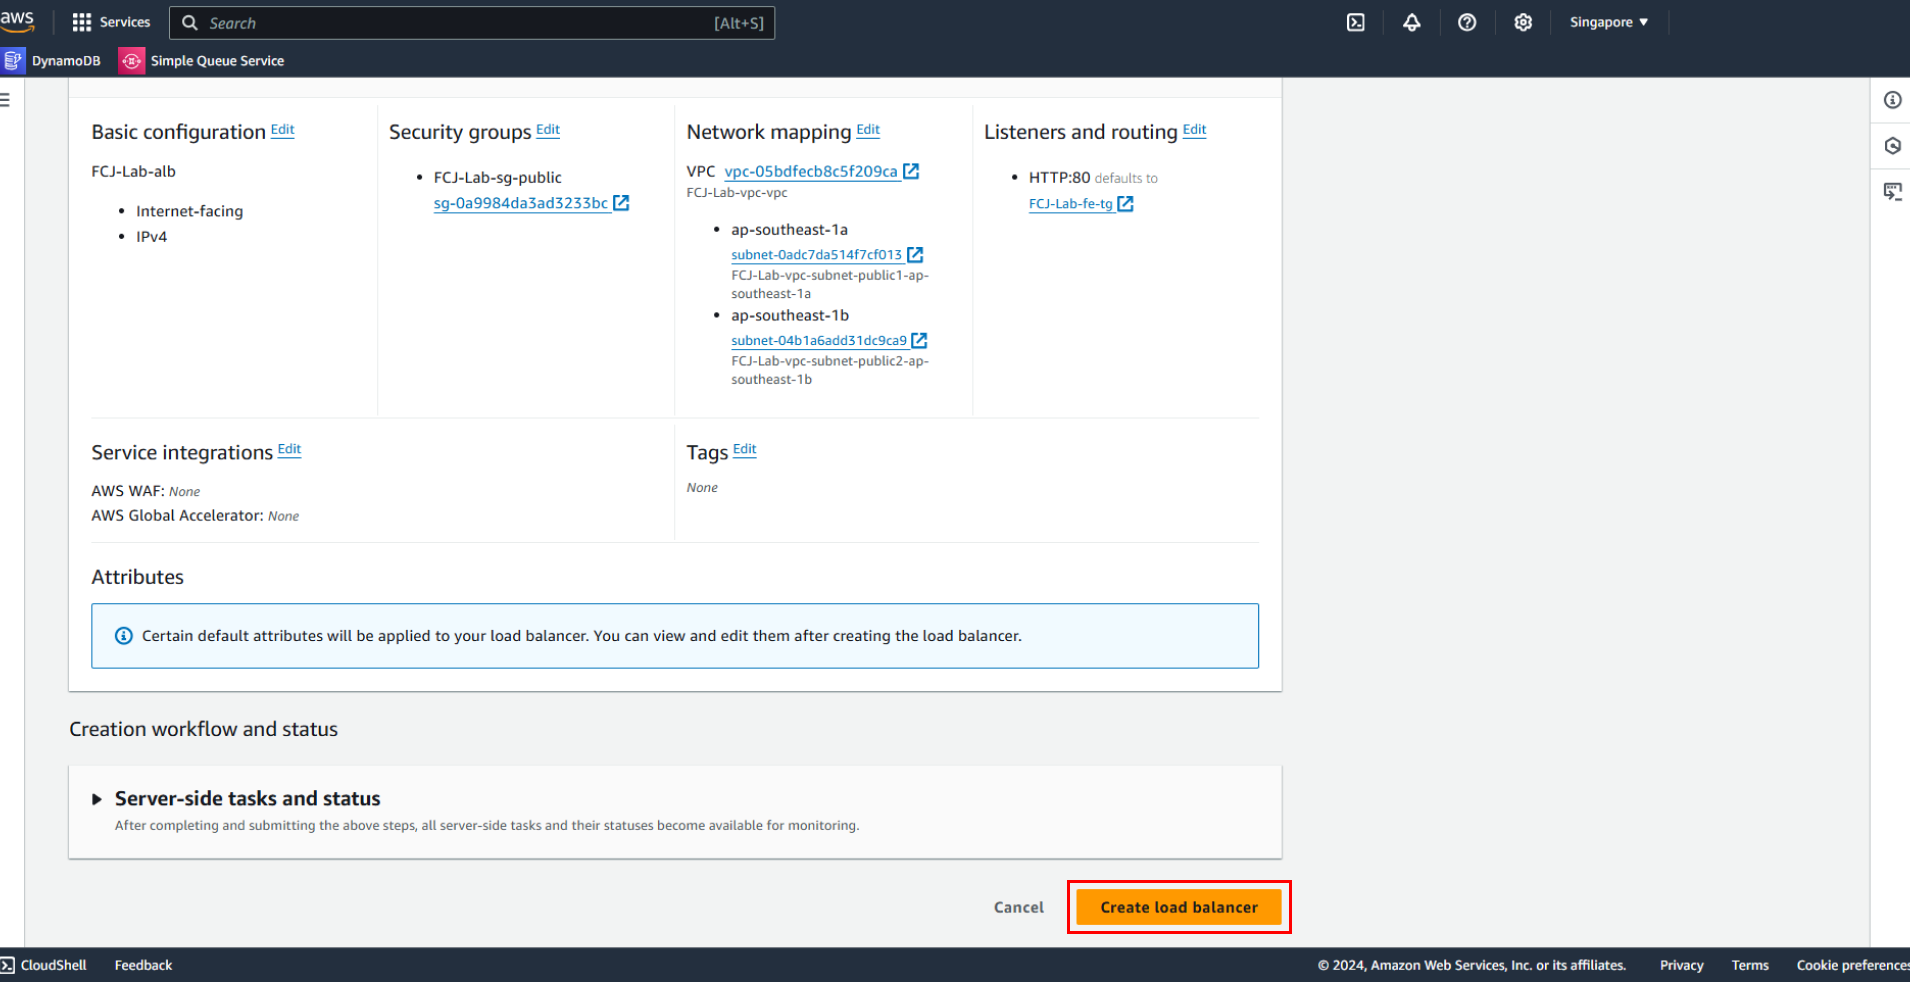 aws
Services
Search
[Alt+S]
Singapore ▼
DynamoDB
Simple Queue Service
Basic configuration Edit
FCJ-Lab-alb
• Internet-facing
• IPv4
Security groups Edit
• FCJ-Lab-sg-public
sg-0a9984da3ad3233bc
Network mapping Edit
VPC vpc-05bdfecb8c5f209ca
FCJ-Lab-vpc-vpc
• ap-southeast-1a
subnet-0adc7da514f7cf013
FCJ-Lab-vpc-subnet-public1-ap-
southeast-1a
• ap-southeast-1b
subnet-04b1a6add31dc9ca9
FCJ-Lab-vpc-subnet-public2-ap-
southeast-1b
Listeners and routing Edit
• HTTP:80 defaults to
FCJ-Lab-fe-tg
Service integrations Edit
AWS WAF: None
AWS Global Accelerator: None
Tags Edit
None
Attributes
Certain default attributes will be applied to your load balancer. You can view and edit them after creating the load balancer.
Creation workflow and status
Server-side tasks and status
After completing and submitting the above steps, all server-side tasks and their statuses become available for monitoring.
Cancel
Create load balancer
CloudShell
Feedback
© 2024, Amazon Web Services, Inc. or its affiliates.
Privacy
Terms
Cookie preferences